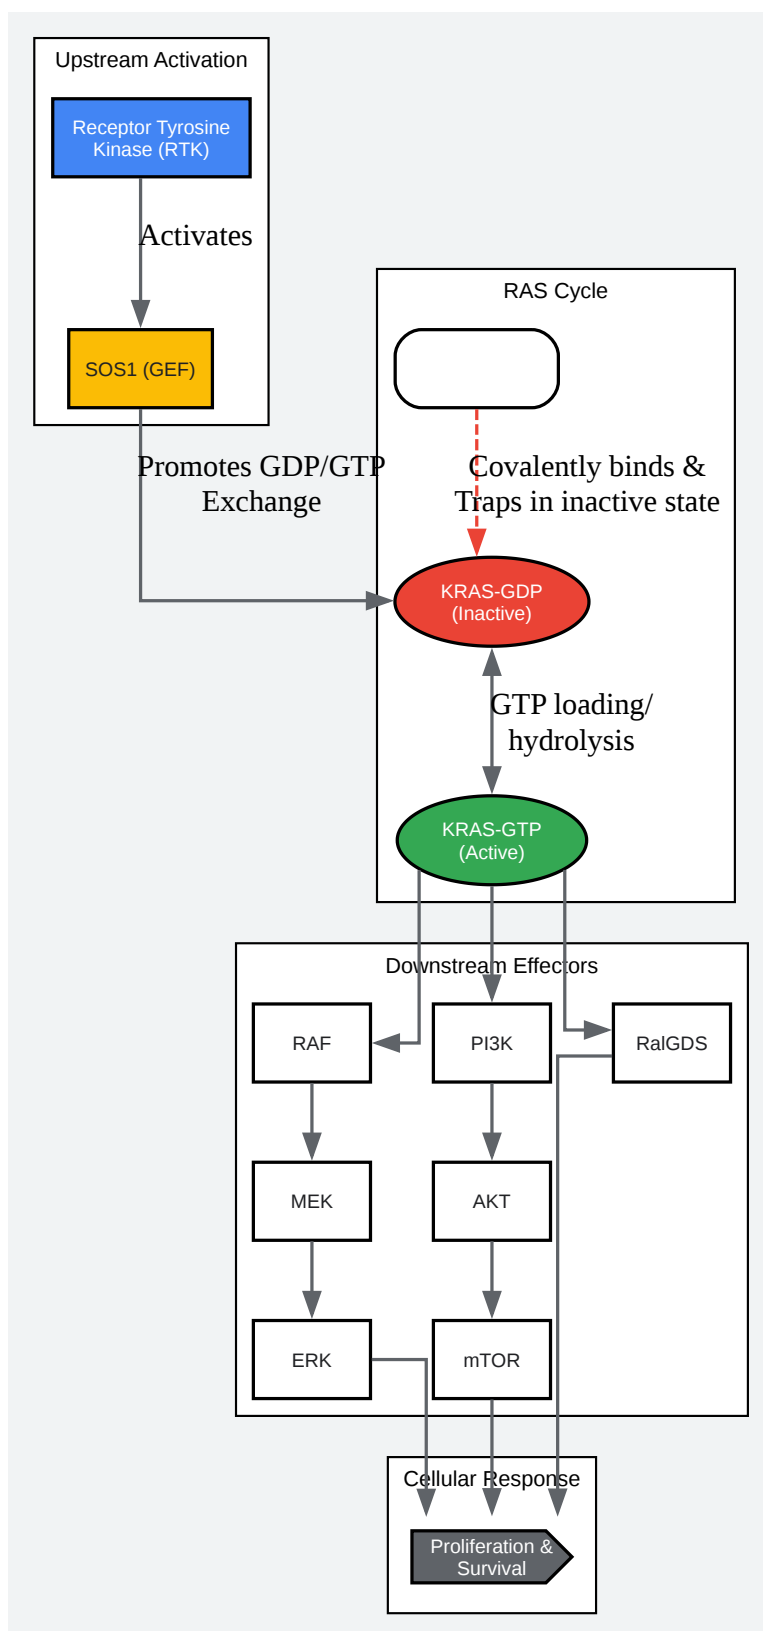 Upstream Activation
Receptor Tyrosine
Kinase (RTK)
Activates
SOS1 (GEF)
Promotes GDP/GTP
Exchange
RAS Cycle
Covalently binds &
Traps in inactive state
KRAS-GDP
(Inactive)
GTP loading/
hydrolysis
KRAS-GTP
(Active)
Downstream Effectors
RAF
PI3K
RalGDS
MEK
AKT
ERK
mTOR
Cellular Response
Proliferation &
Survival